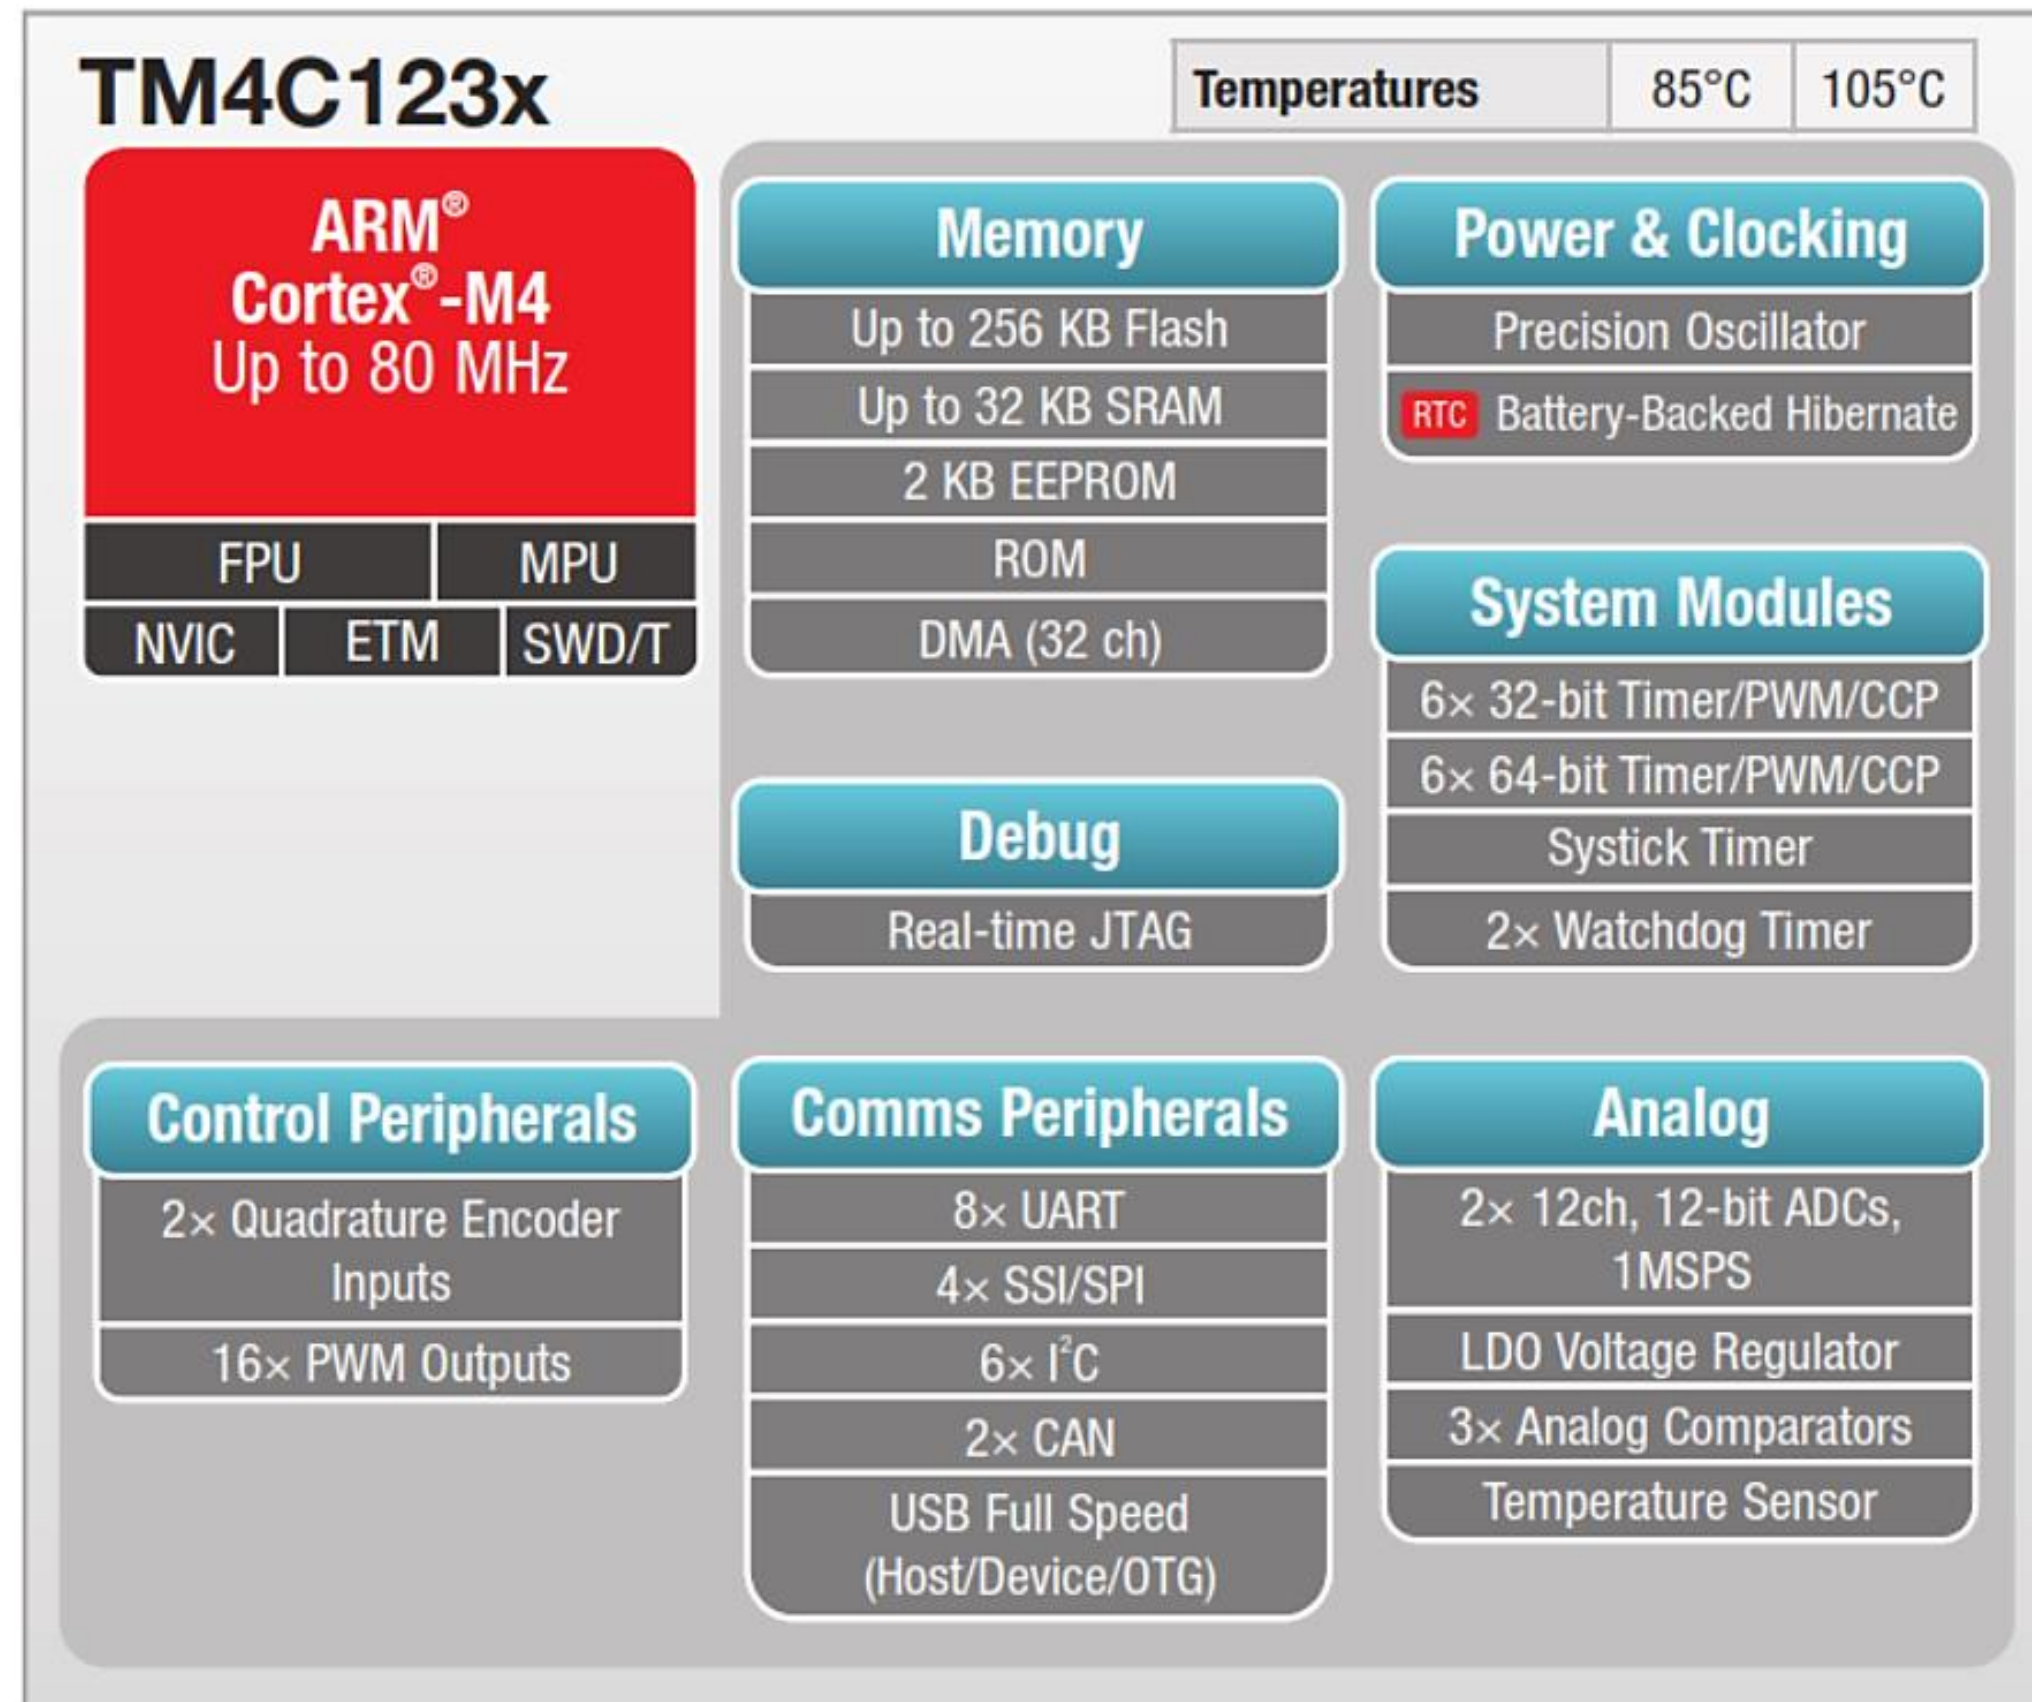 TM4C123x
Temperatures 85°C 105°C
ARM®
Cortex®-M4
Up to 80 MHz
FPU MPU
NVIC ETM SWD/T
Memory
Up to 256 KB Flash
Up to 32 KB SRAM
2 KB EEPROM
ROM
DMA (32 ch)
Power & Clocking
Precision Oscillator
RTC Battery-Backed Hibernate
System Modules
6× 32-bit Timer/PWM/CCP
6× 64-bit Timer/PWM/CCP
Systick Timer
2× Watchdog Timer
Debug
Real-time JTAG
Control Peripherals
2× Quadrature Encoder
Inputs
16× PWM Outputs
Comms Peripherals
8× UART
4× SSI/SPI
6× I²C
2× CAN
USB Full Speed
(Host/Device/OTG)
Analog
2× 12ch, 12-bit ADCs,
1MSPS
LDO Voltage Regulator
3× Analog Comparators
Temperature Sensor